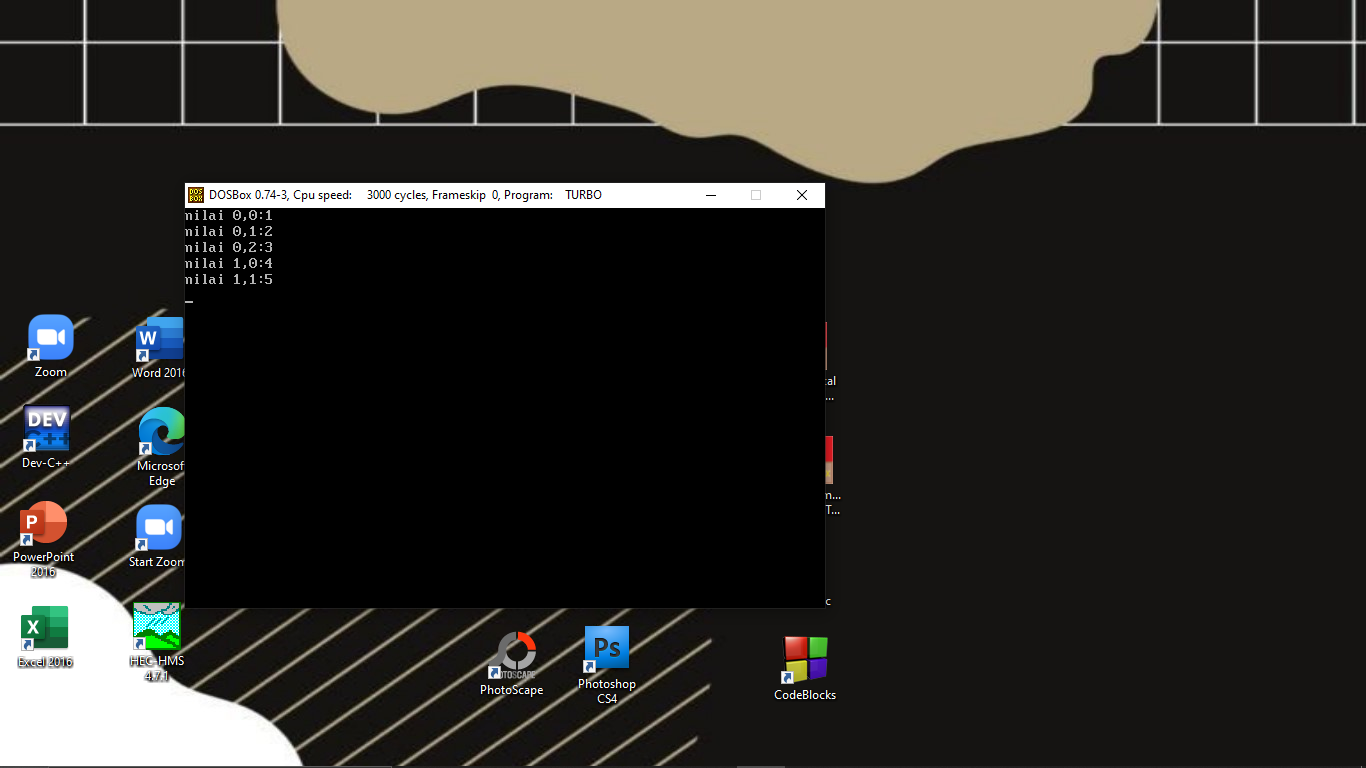 DOSBox 0.74-3, Cpu speed: 3000 cycles, Frameskip 0, Program: TURBO
nilai 0,0:1
nilai 0,1:2
nilai 0,2:3
nilai 1,0:4
nilai 1,1:5
Zoom
Word 2016
Dev-C++
Microsof
Edge
PowerPoint
2016
Start Zoom
Excel 2016
HEC-HMS
4.7.1
PhotoScape
Photoshop
CS4
CodeBlocks
cal
...
m...
T...
c
DEV
C++
W
P
X
Ps